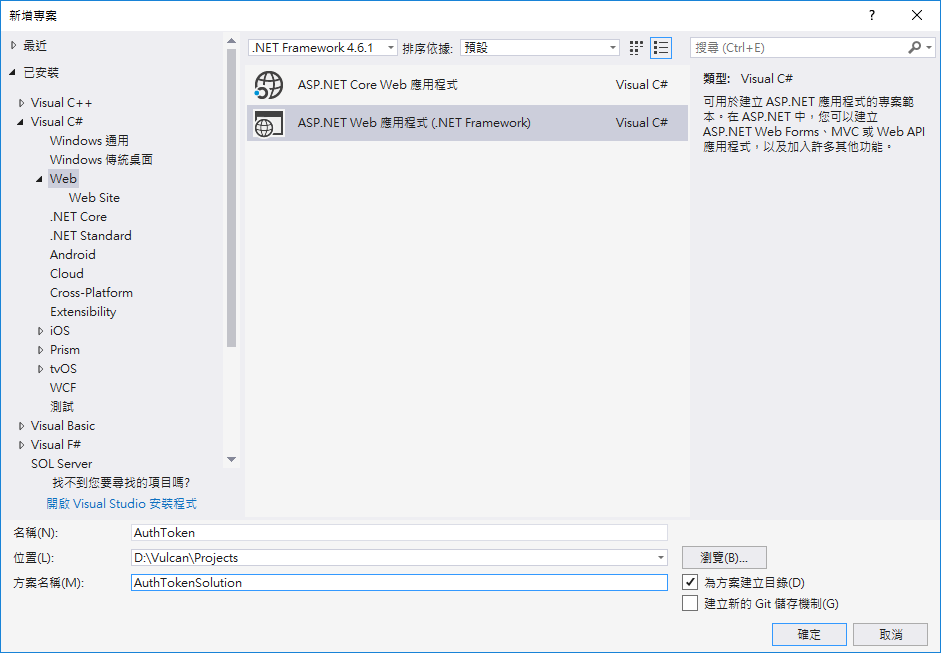 新增專案
?
最近
已安裝
Visual C++
Visual C#
Windows 通用
Windows 傳統桌面
Web
Web Site
.NET Core
.NET Standard
Android
Cloud
Cross-Platform
Extensibility
iOS
Prism
tvOS
WCF
測試
Visual Basic
Visual F#
SQL Server
找不到您要尋找的項目嗎?
開啟 Visual Studio 安裝程式
.NET Framework 4.6.1
排序依據:
預設
ASP.NET Core Web 應用程式 Visual C#
ASP.NET Web 應用程式 (.NET Framework) Visual C#
搜尋 (Ctrl+E)
類型: Visual C#
可用於建立 ASP.NET 應用程式的專案範
本。在 ASP.NET 中,您可以建立
ASP.NET Web Forms、MVC 或 Web API
應用程式,以及加入許多其他功能。
名稱(N): AuthToken
位置(L): D:\Vulcan\Projects
瀏覽(B)...
方案名稱(M): AuthTokenSolution
為方案建立目錄(D)
建立新的 Git 儲存機制(G)
確定
取消